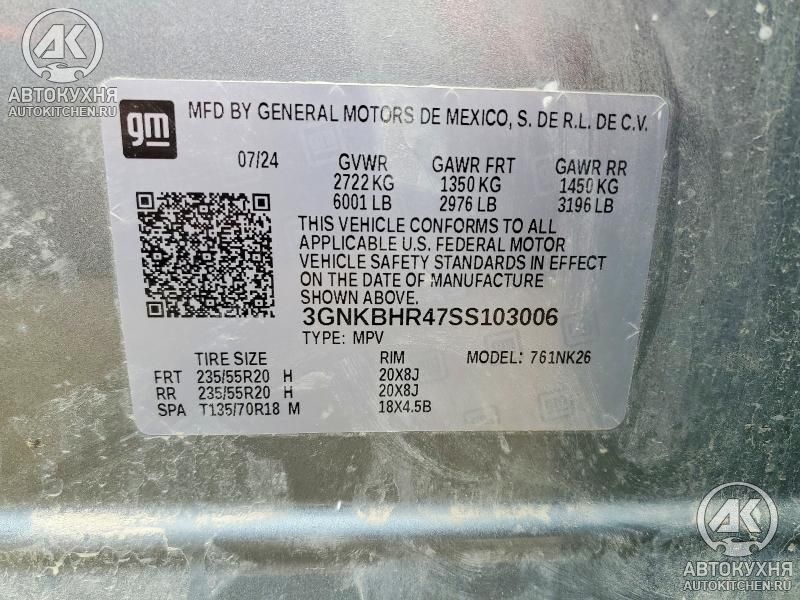 АВТОКУХНЯ
AUTOKITCHEN.RU
gm
MFD BY GENERAL MOTORS DE MEXICO, S. DE R.L. DE C.V.
07/24 GVWR GAWR FRT GAWR RR
2722 KG 1350 KG 1450 KG
6001 LB 2976 LB 3196 LB
THIS VEHICLE CONFORMS TO ALL
APPLICABLE U.S. FEDERAL MOTOR
VEHICLE SAFETY STANDARDS IN EFFECT
ON THE DATE OF MANUFACTURE
SHOWN ABOVE.
3GNKBHR47SS103006
TYPE: MPV
TIRE SIZE RIM MODEL: 761NK26
FRT 235/55R20 H 20X8J
RR 235/55R20 H 20X8J
SPA T135/70R18 M 18X4.5B
АВТОКУХНЯ
AUTOKITCHEN.RU